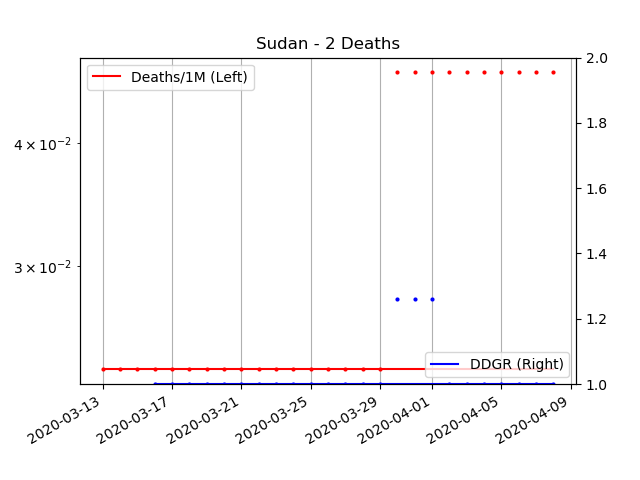 Sudan - 2 Deaths
Deaths/1M (Left)
4 × 10⁻²
3 × 10⁻²
2.0
1.8
1.6
1.4
1.2
1.0
DDGR (Right)
2020-03-13
2020-03-17
2020-03-21
2020-03-25
2020-03-29
2020-04-01
2020-04-05
2020-04-09